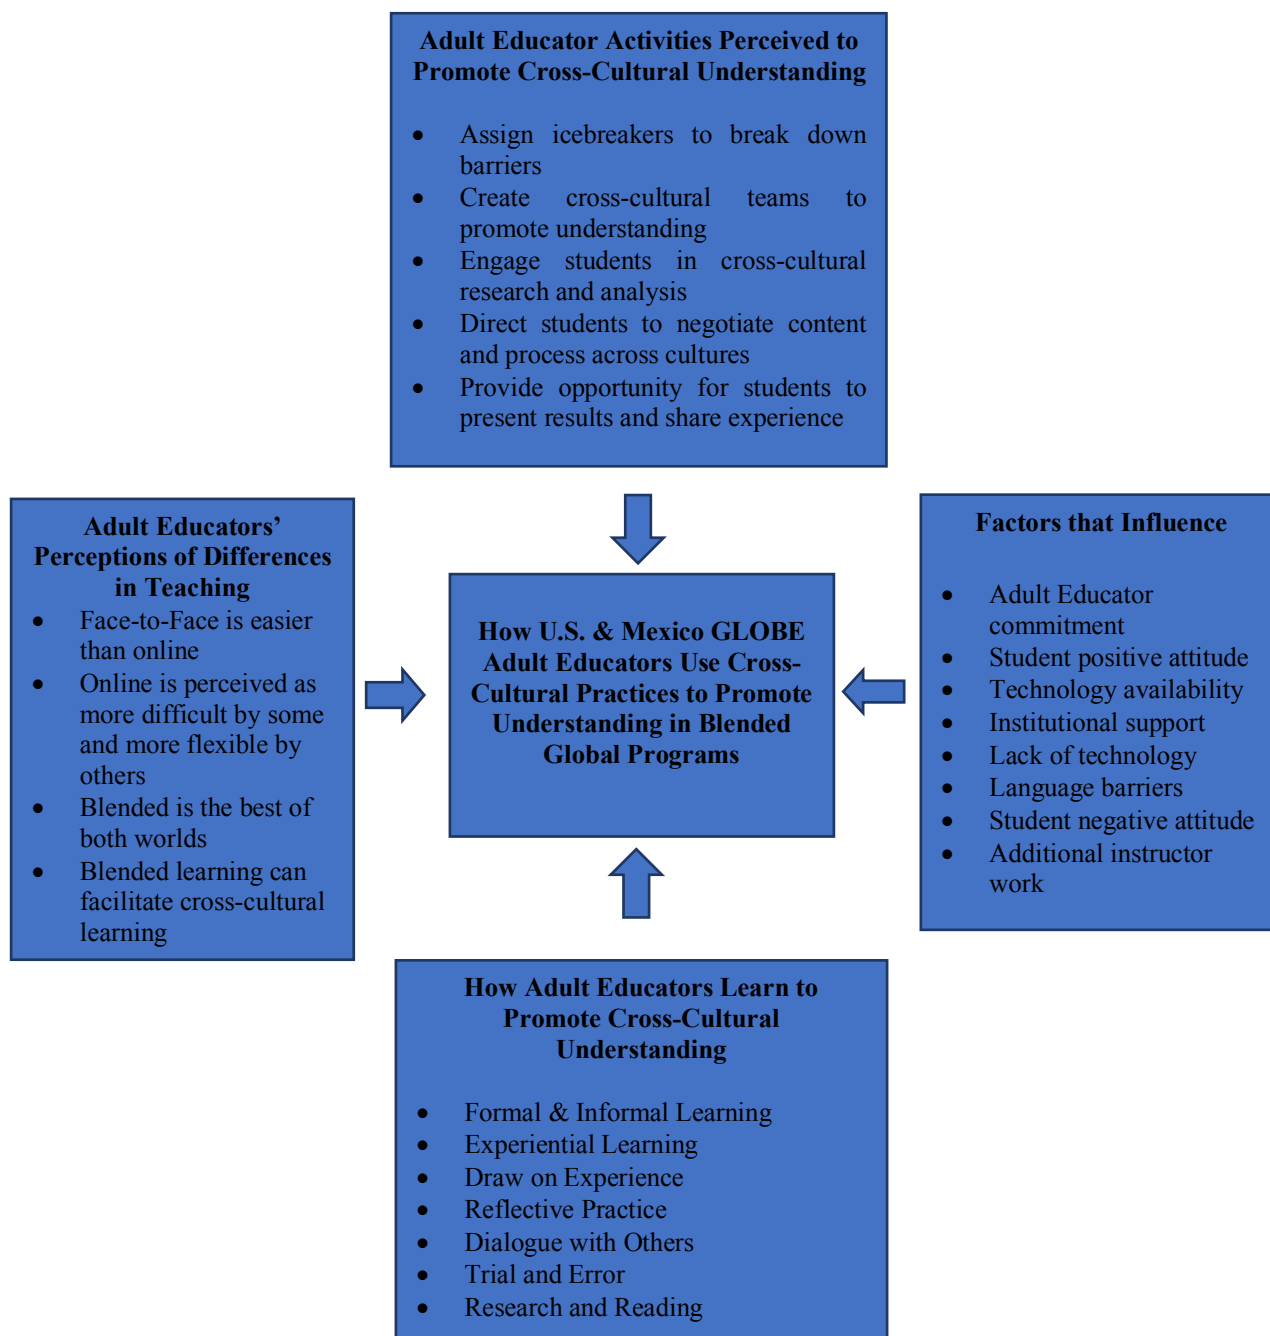 Adult Educator Activities Perceived to
Promote Cross-Cultural Understanding
• Assign icebreakers to break down
barriers
• Create cross-cultural teams to
promote understanding
• Engage students in cross-cultural
research and analysis
• Direct students to negotiate content
and process across cultures
• Provide opportunity for students to
present results and share experience
Adult Educators’
Perceptions of Differences
in Teaching
• Face-to-Face is easier
than online
• Online is perceived as
more difficult by some
and more flexible by
others
• Blended is the best of
both worlds
• Blended learning can
facilitate cross-cultural
learning
How U.S. & Mexico GLOBE
Adult Educators Use Cross-
Cultural Practices to Promote
Understanding in Blended
Global Programs
Factors that Influence
• Adult Educator
commitment
• Student positive attitude
• Technology availability
• Institutional support
• Lack of technology
• Language barriers
• Student negative attitude
• Additional instructor
work
How Adult Educators Learn to
Promote Cross-Cultural
Understanding
• Formal & Informal Learning
• Experiential Learning
• Draw on Experience
• Reflective Practice
• Dialogue with Others
• Trial and Error
• Research and Reading